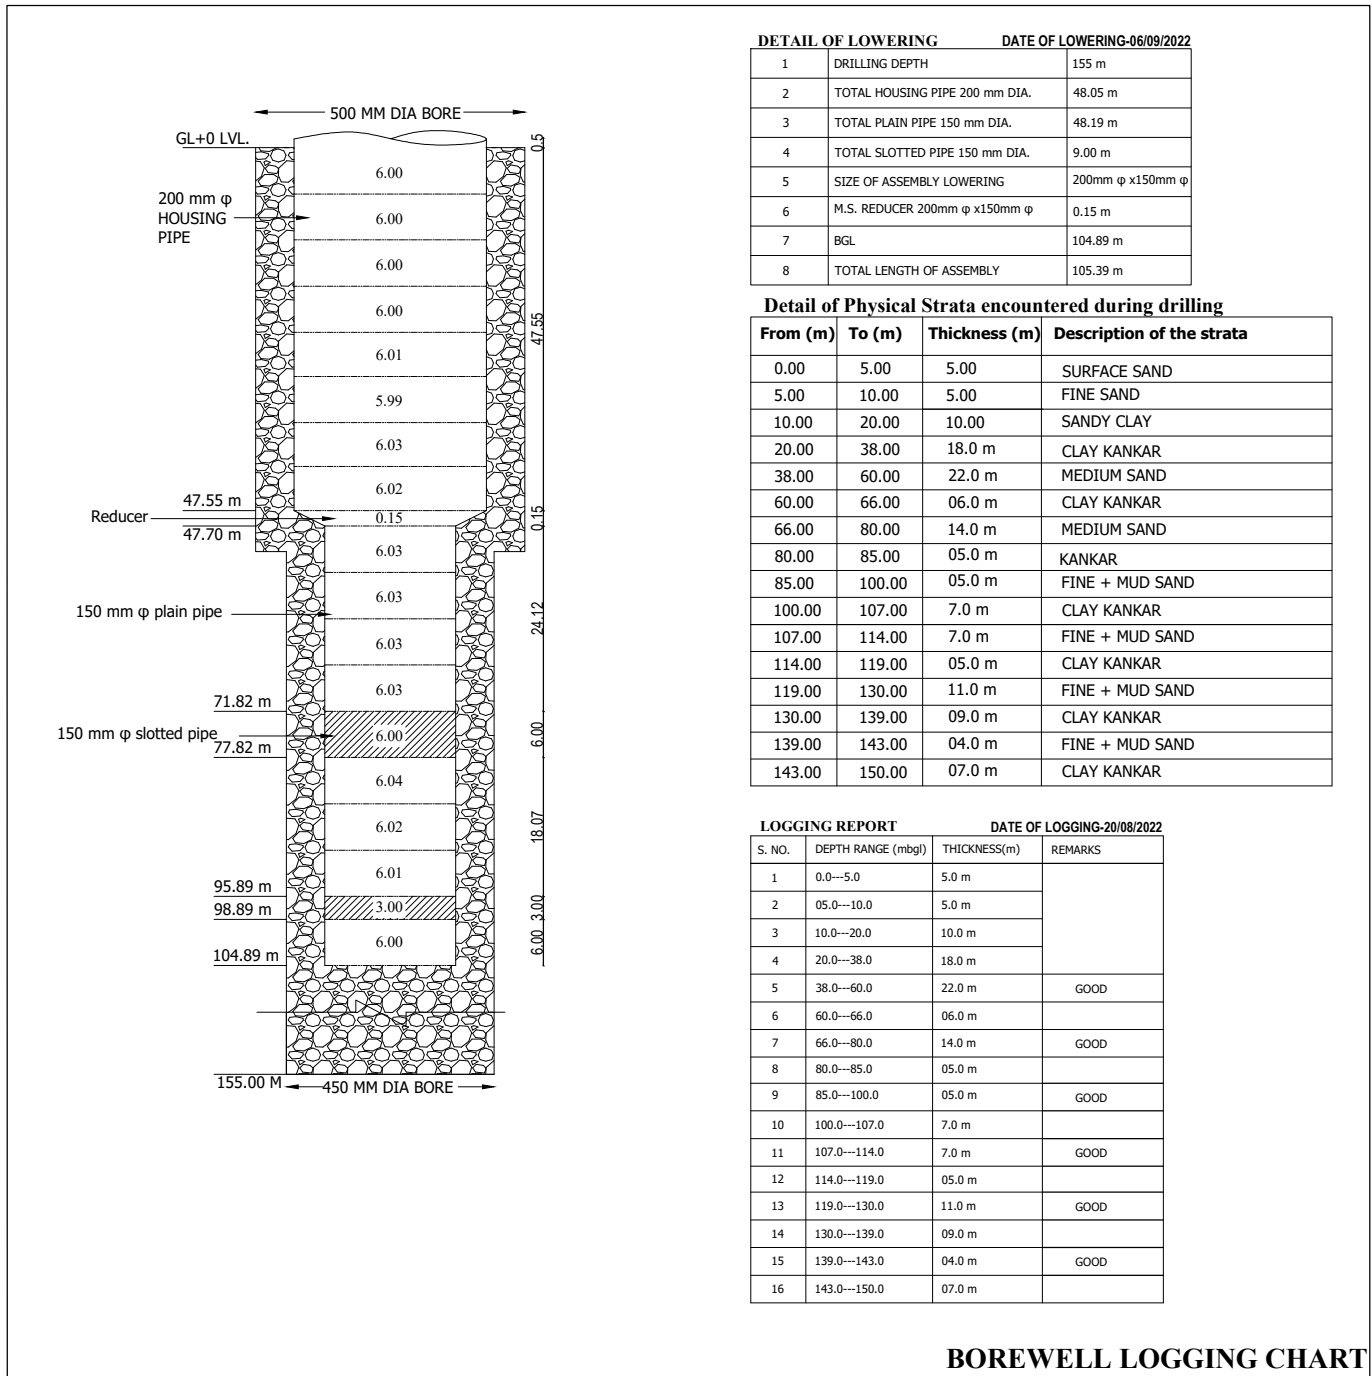 500 MM DIA BORE
GL+0 LVL.
0.5
200 mm φ
HOUSING
PIPE
6.00
6.00
6.00
6.00
6.01
5.99
6.03
6.02
47.55
47.55 m
Reducer
0.15
0.15
47.70 m
6.03
6.03
150 mm φ plain pipe
6.03
6.03
24.12
71.82 m
150 mm φ slotted pipe
6.00
6.00
77.82 m
6.04
6.02
6.01
18.07
95.89 m
3.00
3.00
98.89 m
6.00
6.00
104.89 m
155.00 M
450 MM DIA BORE
DETAIL OF LOWERING DATE OF LOWERING-06/09/2022
1 DRILLING DEPTH 155 m
2 TOTAL HOUSING PIPE 200 mm DIA. 48.05 m
3 TOTAL PLAIN PIPE 150 mm DIA. 48.19 m
4 TOTAL SLOTTED PIPE 150 mm DIA. 9.00 m
5 SIZE OF ASSEMBLY LOWERING 200mm φ x150mm φ
6 M.S. REDUCER 200mm φ x150mm φ 0.15 m
7 BGL 104.89 m
8 TOTAL LENGTH OF ASSEMBLY 105.39 m
Detail of Physical Strata encountered during drilling
From (m) To (m) Thickness (m) Description of the strata
0.00 5.00 5.00 SURFACE SAND
5.00 10.00 5.00 FINE SAND
10.00 20.00 10.00 SANDY CLAY
20.00 38.00 18.0 m CLAY KANKAR
38.00 60.00 22.0 m MEDIUM SAND
60.00 66.00 06.0 m CLAY KANKAR
66.00 80.00 14.0 m MEDIUM SAND
80.00 85.00 05.0 m KANKAR
85.00 100.00 05.0 m FINE + MUD SAND
100.00 107.00 7.0 m CLAY KANKAR
107.00 114.00 7.0 m FINE + MUD SAND
114.00 119.00 05.0 m CLAY KANKAR
119.00 130.00 11.0 m FINE + MUD SAND
130.00 139.00 09.0 m CLAY KANKAR
139.00 143.00 04.0 m FINE + MUD SAND
143.00 150.00 07.0 m CLAY KANKAR
LOGGING REPORT DATE OF LOGGING-20/08/2022
S. NO. DEPTH RANGE (mbgl) THICKNESS(m) REMARKS
1 0.0---5.0 5.0 m
2 05.0---10.0 5.0 m
3 10.0---20.0 10.0 m
4 20.0---38.0 18.0 m
5 38.0---60.0 22.0 m GOOD
6 60.0---66.0 06.0 m
7 66.0---80.0 14.0 m GOOD
8 80.0---85.0 05.0 m
9 85.0---100.0 05.0 m GOOD
10 100.0---107.0 7.0 m
11 107.0---114.0 7.0 m GOOD
12 114.0---119.0 05.0 m
13 119.0---130.0 11.0 m GOOD
14 130.0---139.0 09.0 m
15 139.0---143.0 04.0 m GOOD
16 143.0---150.0 07.0 m
BOREWELL LOGGING CHART